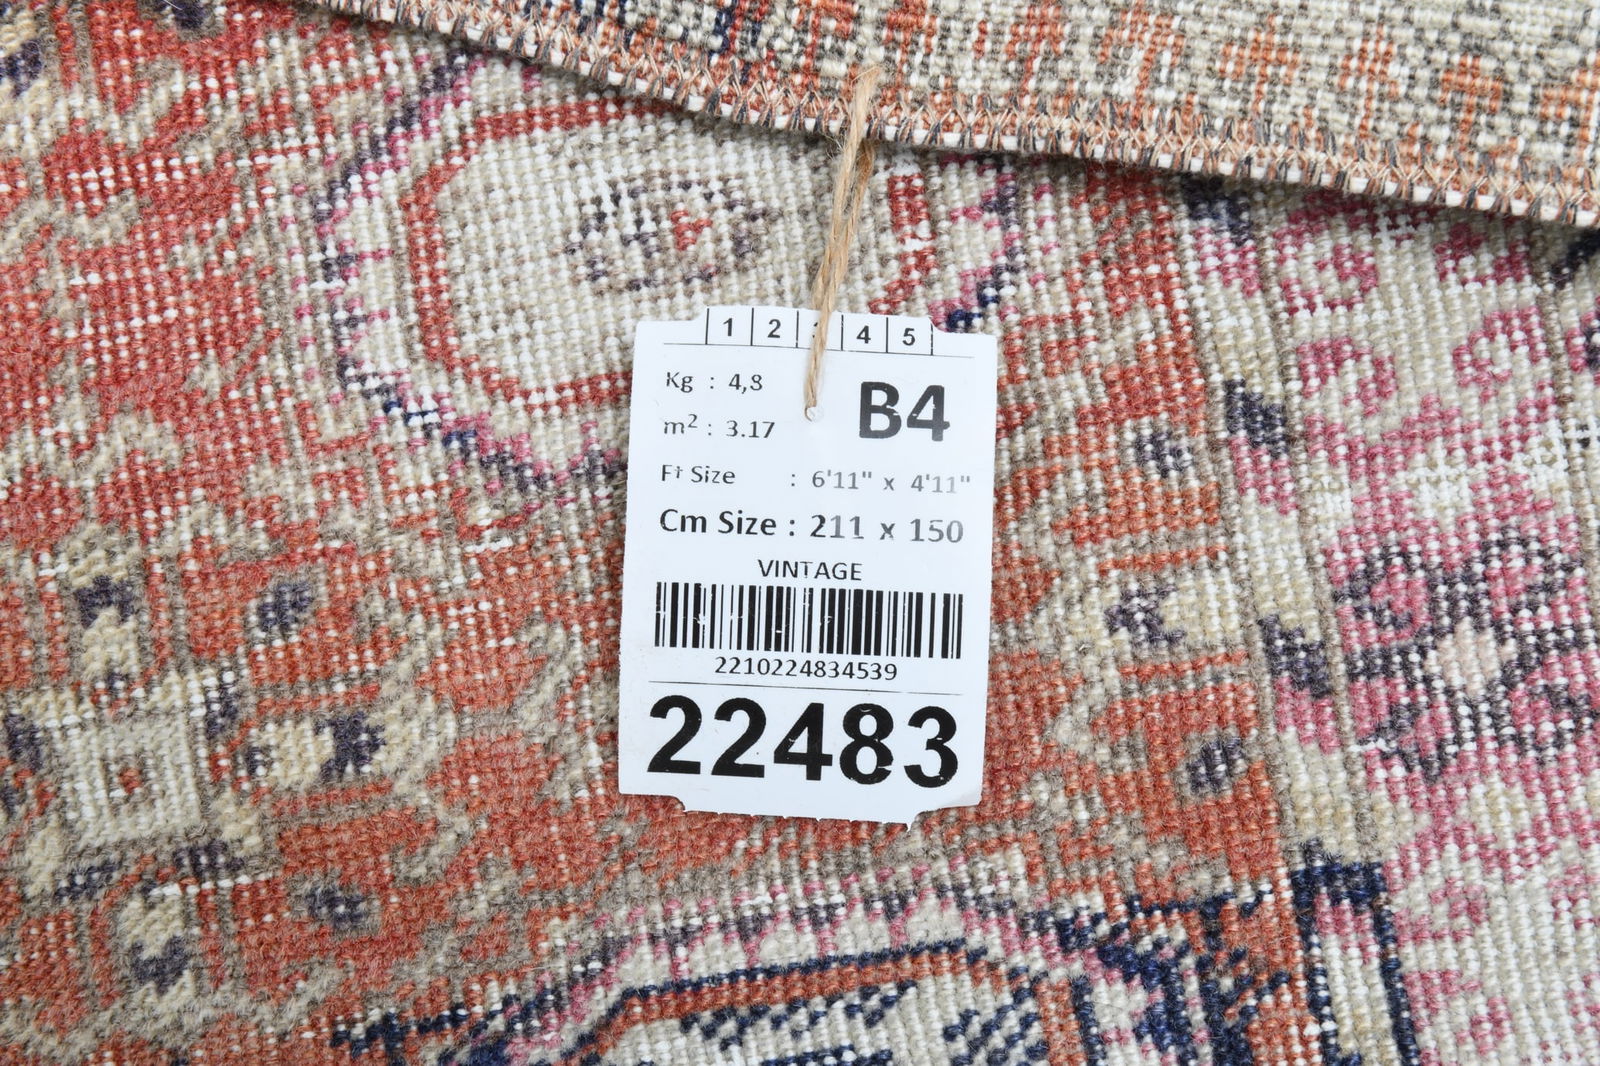 1 2 4 5
Kg : 4,8
B4
m² : 3.17
Ft Size : 6'11" x 4'11"
Cm Size : 211 x 150
VINTAGE
2210224834539
22483